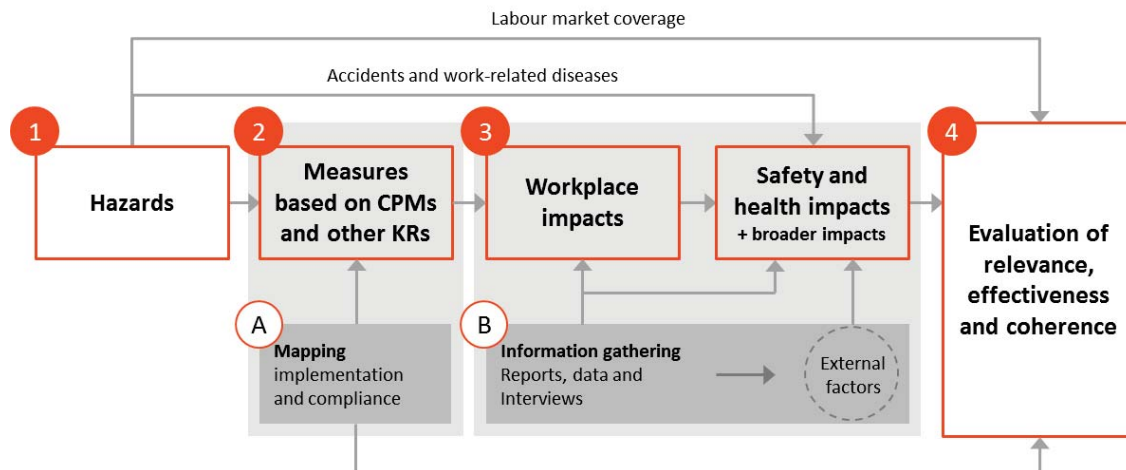 Labour market coverage
Accidents and work-related diseases
1
Hazards
2
Measures
based on CPMs
and other KRs
3
Workplace
impacts
Safety and
health impacts
+ broader impacts
4
Evaluation of
relevance,
effectiveness
and coherence
A
Mapping
implementation
and compliance
B
Information gathering
Reports, data and
Interviews
External
factors